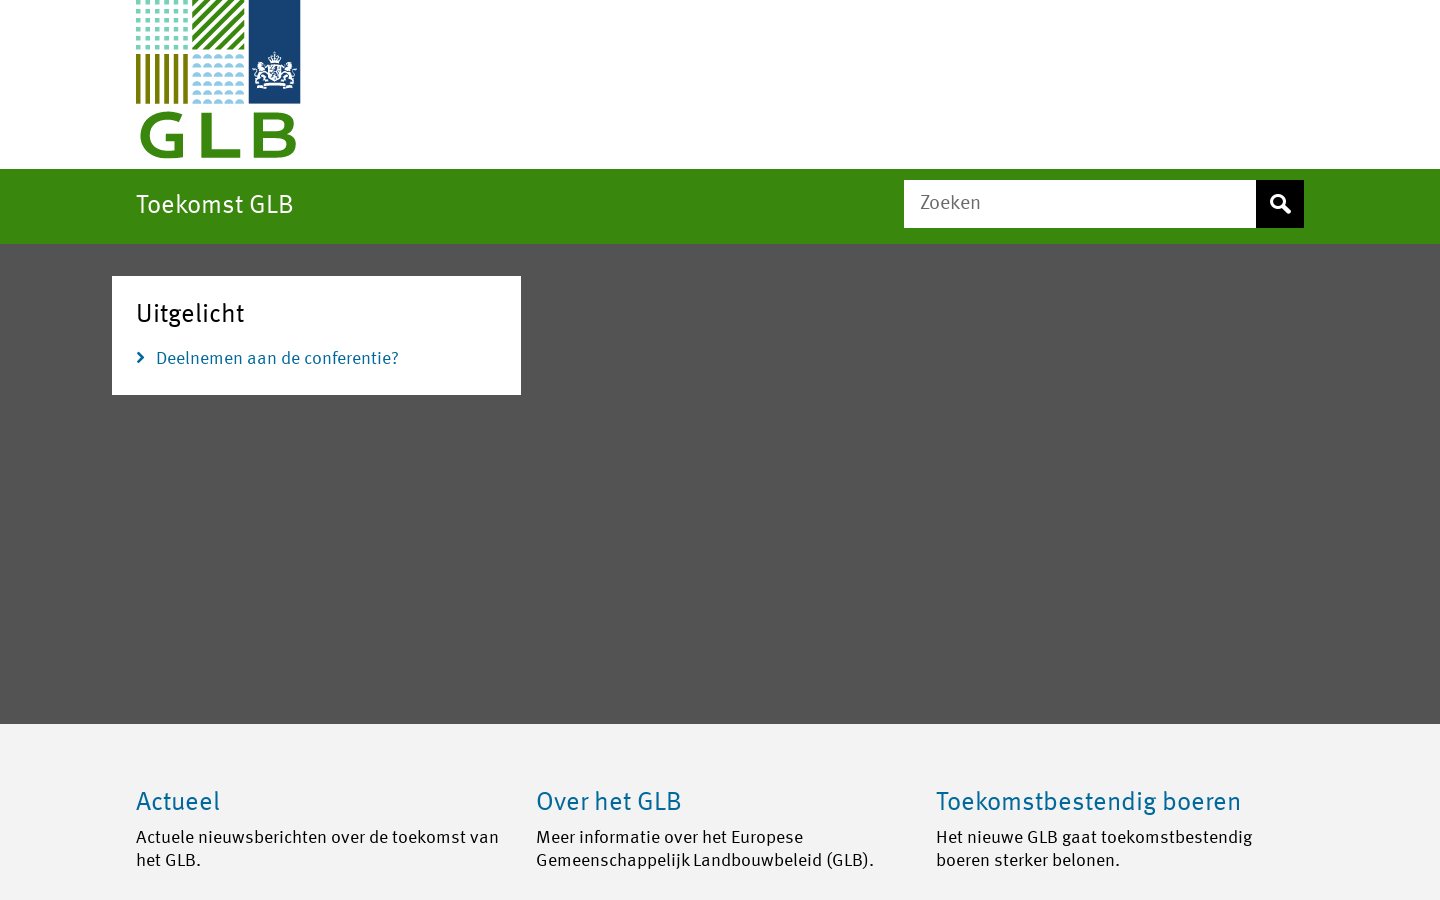 GLB
Toekomst GLB
Zoeken
Uitgelicht
Deelnemen aan de conferentie?
Actueel
Actuele nieuwsberichten over de toekomst van
het GLB.
Over het GLB
Meer informatie over het Europese
Gemeenschappelijk Landbouwbeleid (GLB).
Toekomstbestendig boeren
Het nieuwe GLB gaat toekomstbestendig
boeren sterker belonen.